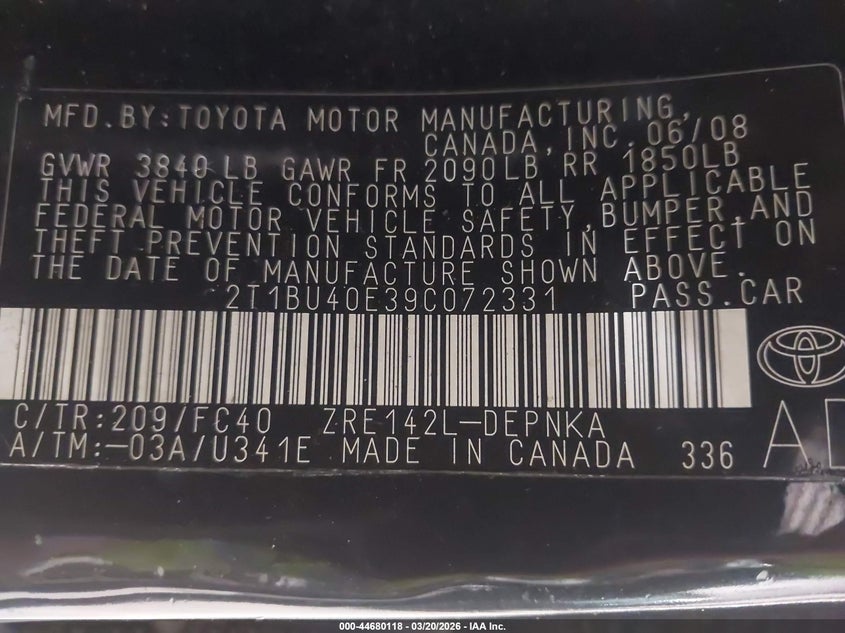 MFD.BY:TOYOTA MOTOR MANUFACTURING,
CANADA,INC. 06/08
GVWR 3840 LB GAWR FR 2090LB RR 1850LB
THIS VEHICLE CONFORMS TO ALL APPLICABLE
FEDERAL MOTOR VEHICLE SAFETY,BUMPER,AND
THEFT PREVENTION STANDARDS IN EFFECT ON
THE DATE OF MANUFACTURE SHOWN ABOVE.
2T1BU40E39C072331 PASS.CAR
C/TR:209/FC40 ZRE142L-DEPNKA
A/TM:-03A/U341E MADE IN CANADA 336
000-44680118 - 03/20/2026 - IAA Inc.